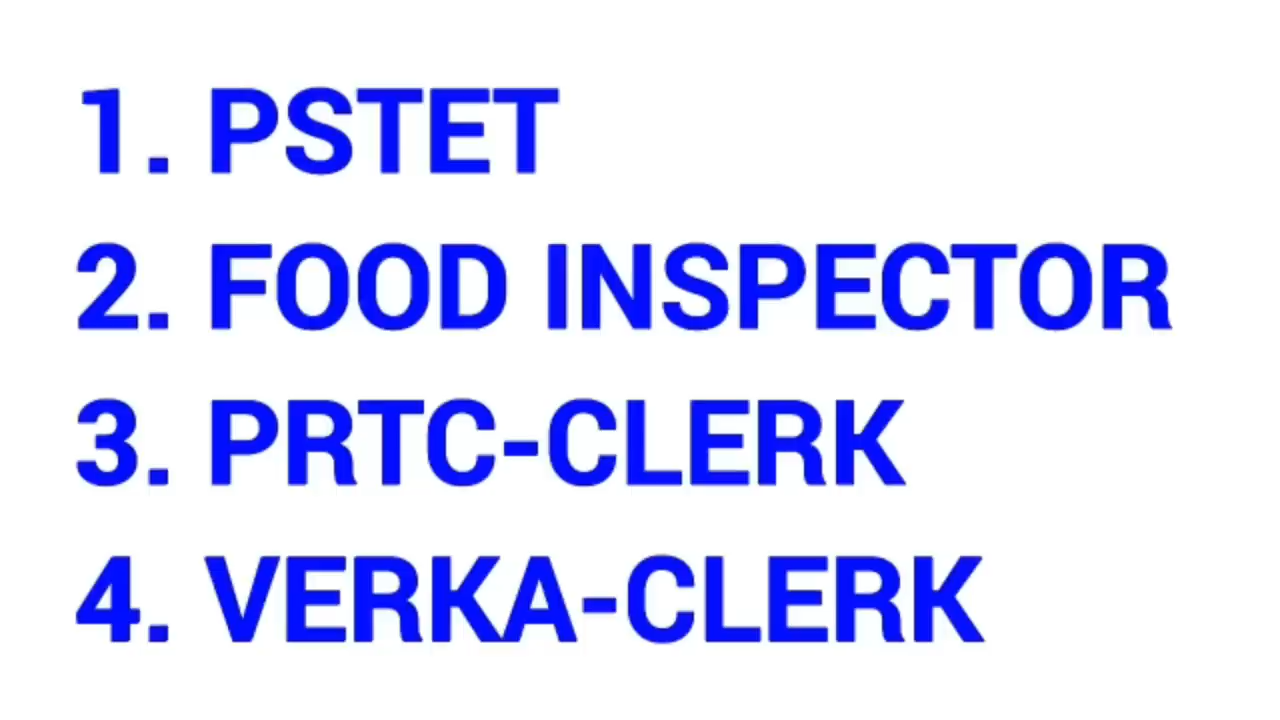 1. PSTET
2. FOOD INSPECTOR
3. PRTC-CLERK
4. VERKA-CLERK